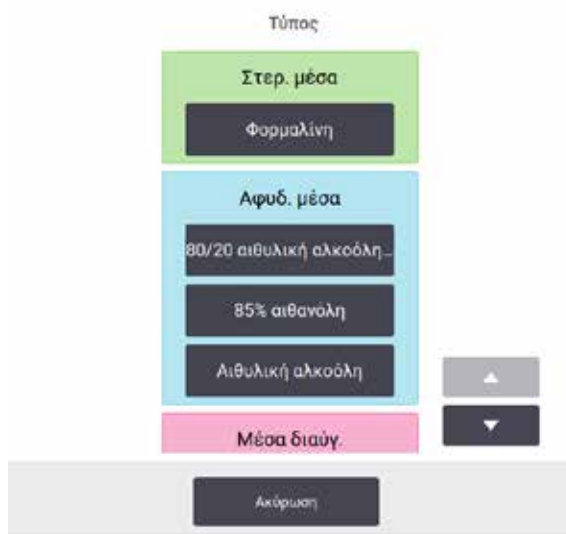 Τύπος
Στερ. μέσα
Φορμαλίνη
Αφυδ. μέσα
80/20 αιθυλική αλκοόλη...
85% αιθανόλη
Αιθυλική αλκοόλη
Μέσα διαύγ.
Ακύρωση